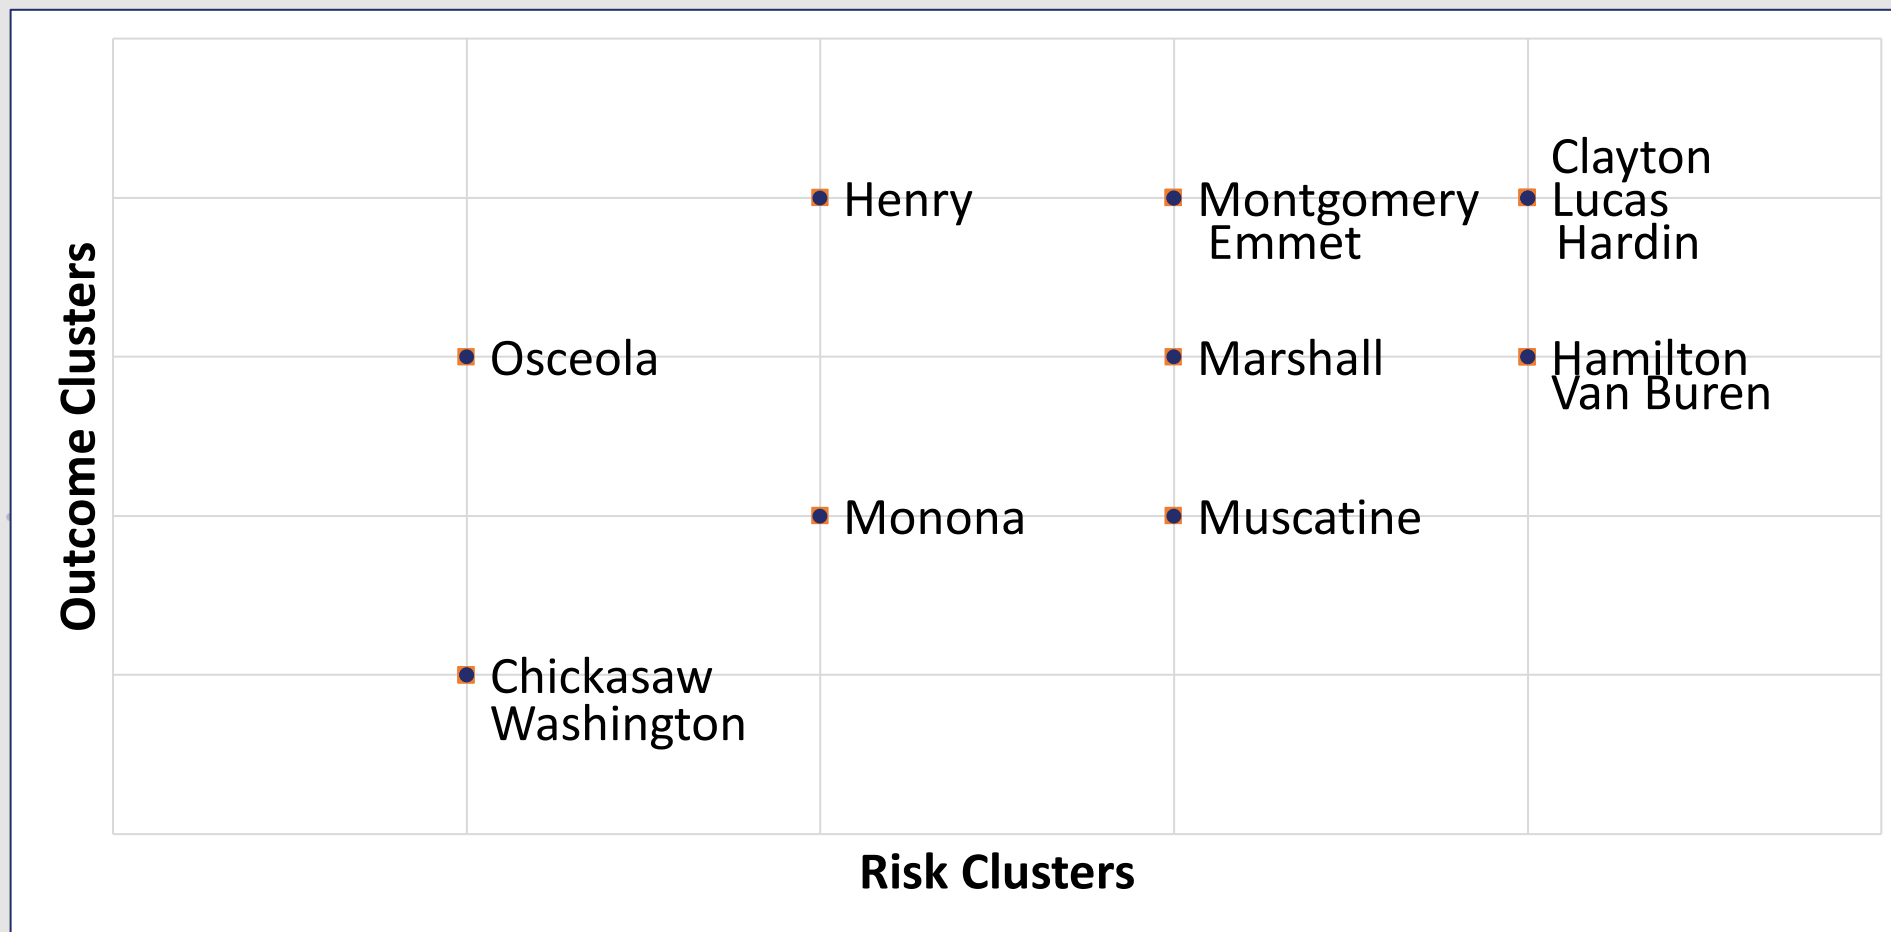 Clayton
Henry
Montgomery
Lucas
Emmet
Hardin
Osceola
Marshall
Hamilton
Van Buren
Monona
Muscatine
Chickasaw
Washington
Outcome Clusters
Risk Clusters